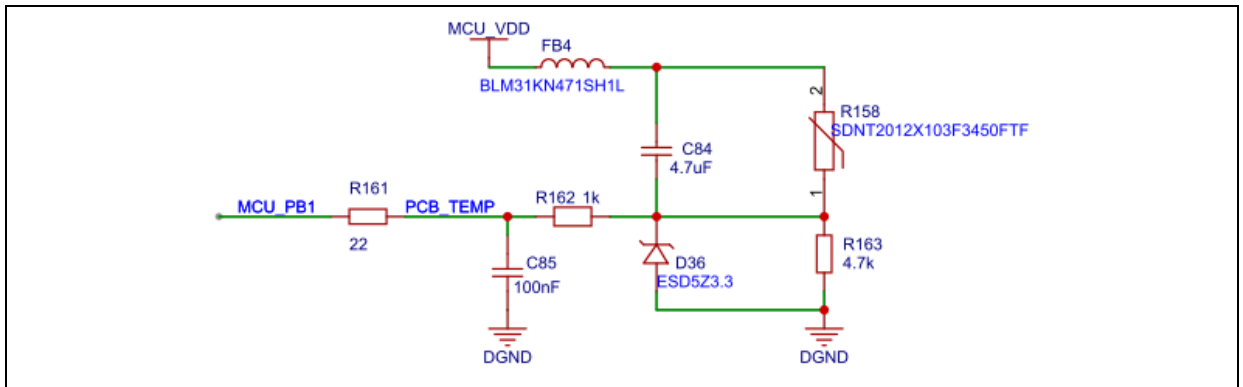 MCU_VDD
FB4
BLM31KN471SH1L
2
R158
SDNT2012X103F3450FTF
C84
4.7uF
1
R161
MCU_PB1
PCB_TEMP
R162 1k
22
R163
4.7k
C85
100nF
D36
ESD5Z3.3
DGND
DGND